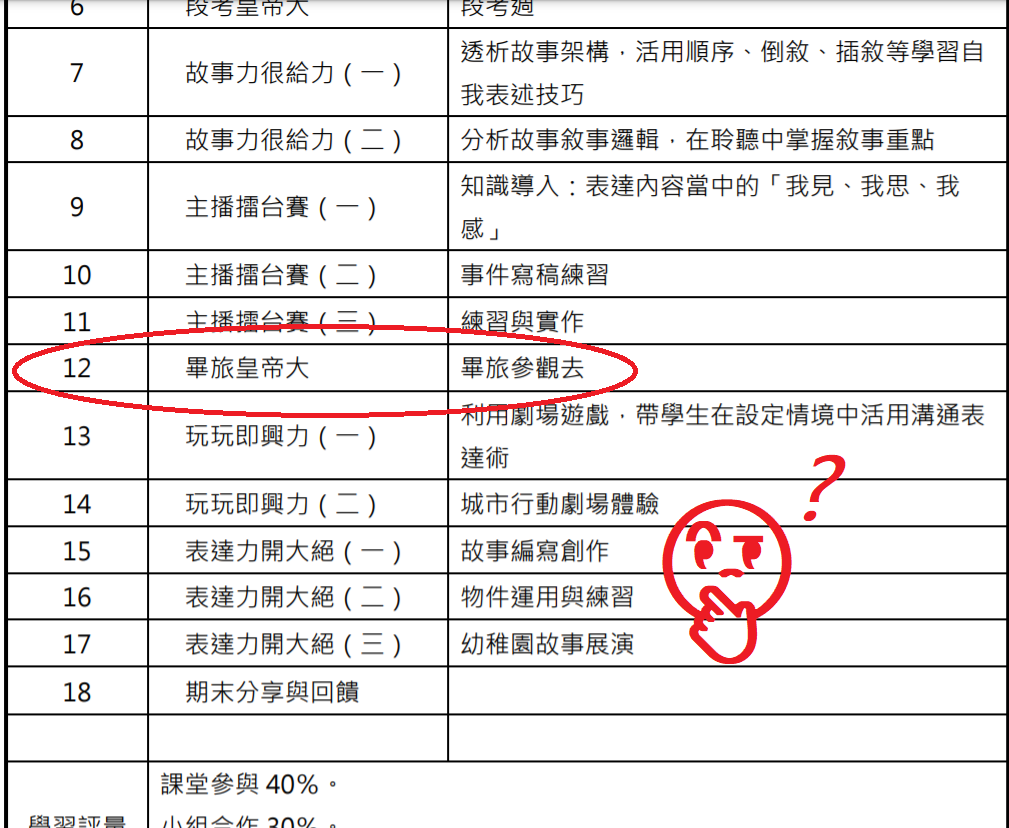 6 段考皇帝大 段考週
7 故事力很給力(一) 透析故事架構，活用順序、倒敘、插敘等學習自
我表述技巧
8 故事力很給力(二) 分析故事敘事邏輯，在聆聽中掌握敘事重點
9 主播擂台賽(一) 知識導入：表達內容當中的「我見、我思、我
感」
10 主播擂台賽(二) 事件寫稿練習
11 主播擂台賽(三) 練習與實作
12 畢旅皇帝大 畢旅參觀去
13 玩玩即興力(一) 利用劇場遊戲，帶學生在設定情境中活用溝通表
達術
14 玩玩即興力(二) 城市行動劇場體驗
15 表達力開大絕(一) 故事編寫創作
16 表達力開大絕(二) 物件運用與練習
17 表達力開大絕(三) 幼稚園故事展演
18 期末分享與回饋
?
課堂參與 40%。
學習評量 小組合作 30%。